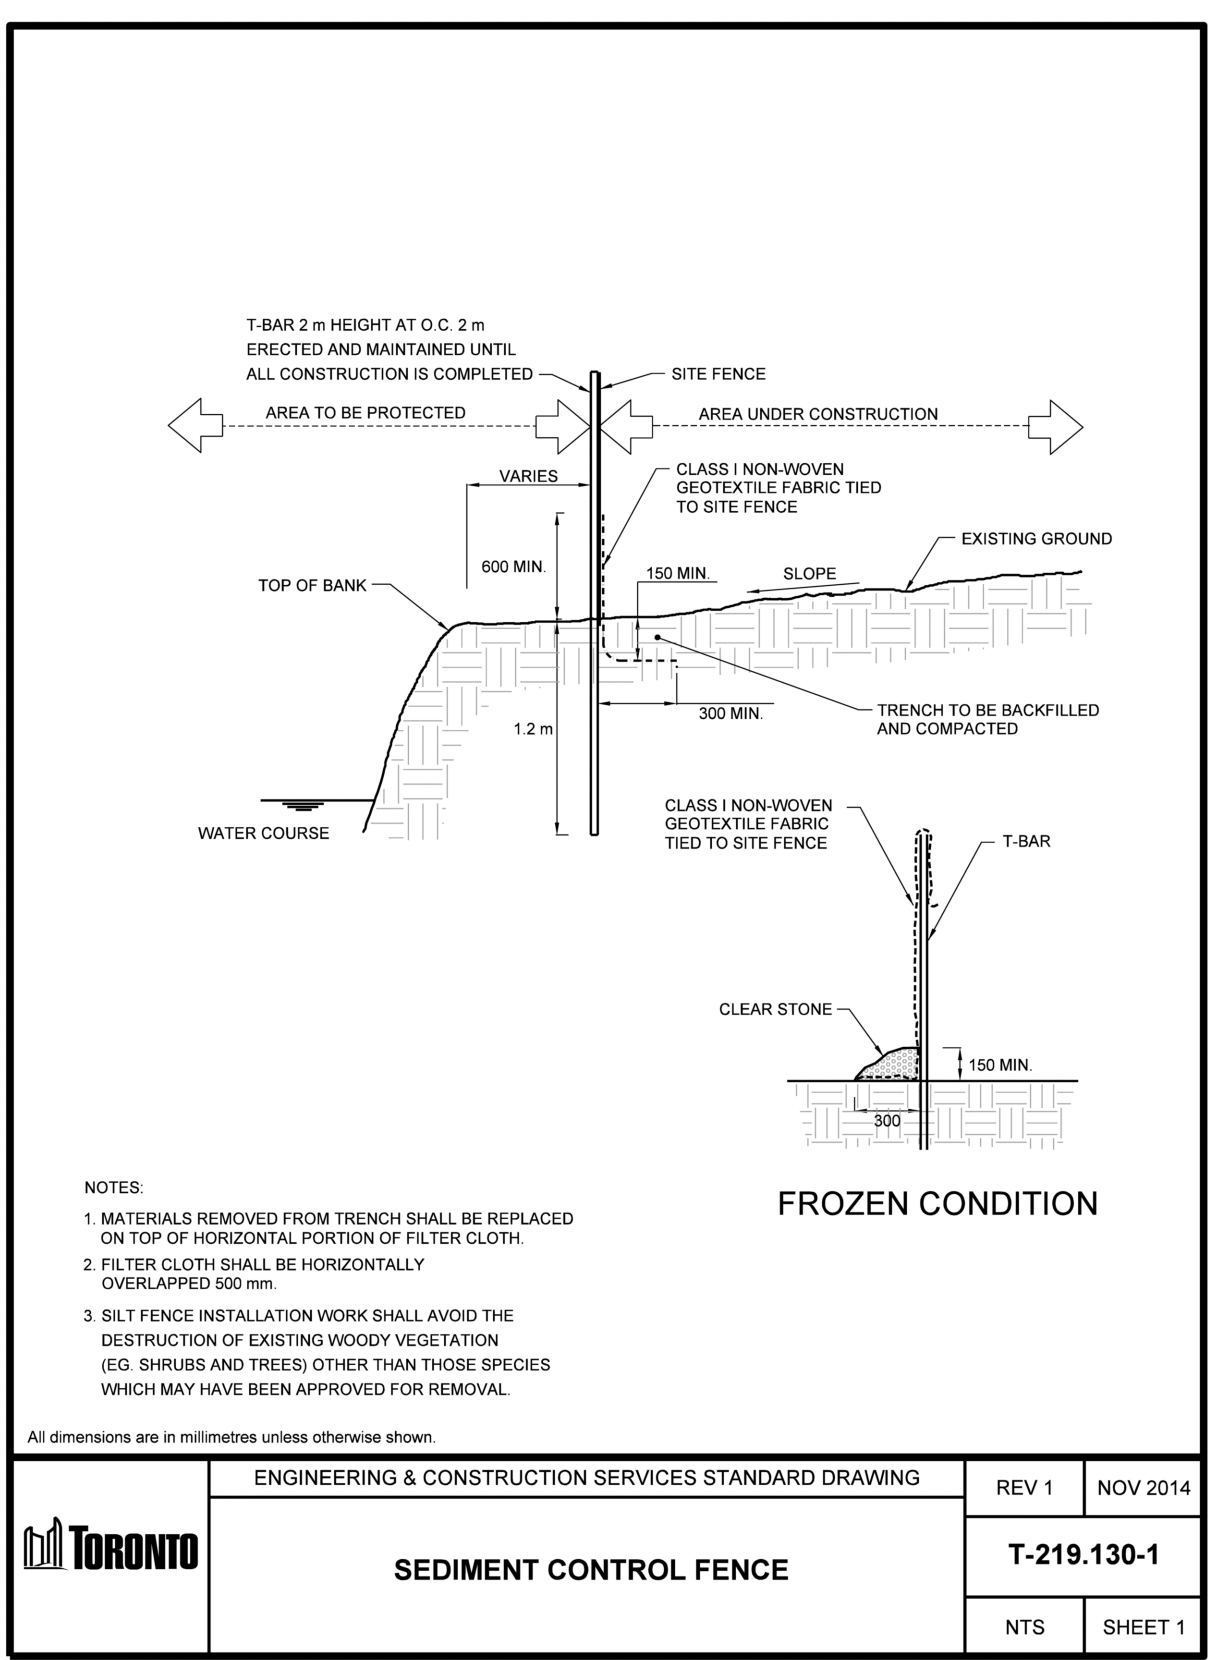 T-BAR 2 m HEIGHT AT O.C. 2 m
ERECTED AND MAINTAINED UNTIL
ALL CONSTRUCTION IS COMPLETED
SITE FENCE
AREA TO BE PROTECTED
AREA UNDER CONSTRUCTION
VARIES
CLASS I NON-WOVEN
GEOTEXTILE FABRIC TIED
TO SITE FENCE
EXISTING GROUND
600 MIN.
150 MIN.
SLOPE
TOP OF BANK
300 MIN.
TRENCH TO BE BACKFILLED
AND COMPACTED
1.2 m
WATER COURSE
CLASS I NON-WOVEN
GEOTEXTILE FABRIC
TIED TO SITE FENCE
T-BAR
CLEAR STONE
150 MIN.
300
FROZEN CONDITION
NOTES:
1. MATERIALS REMOVED FROM TRENCH SHALL BE REPLACED
ON TOP OF HORIZONTAL PORTION OF FILTER CLOTH.
2. FILTER CLOTH SHALL BE HORIZONTALLY
OVERLAPPED 500 mm.
3. SILT FENCE INSTALLATION WORK SHALL AVOID THE
DESTRUCTION OF EXISTING WOODY VEGETATION
(EG. SHRUBS AND TREES) OTHER THAN THOSE SPECIES
WHICH MAY HAVE BEEN APPROVED FOR REMOVAL.
All dimensions are in millimetres unless otherwise shown.
TORONTO
ENGINEERING & CONSTRUCTION SERVICES STANDARD DRAWING
SEDIMENT CONTROL FENCE
REV 1
NOV 2014
T-219.130-1
NTS
SHEET 1